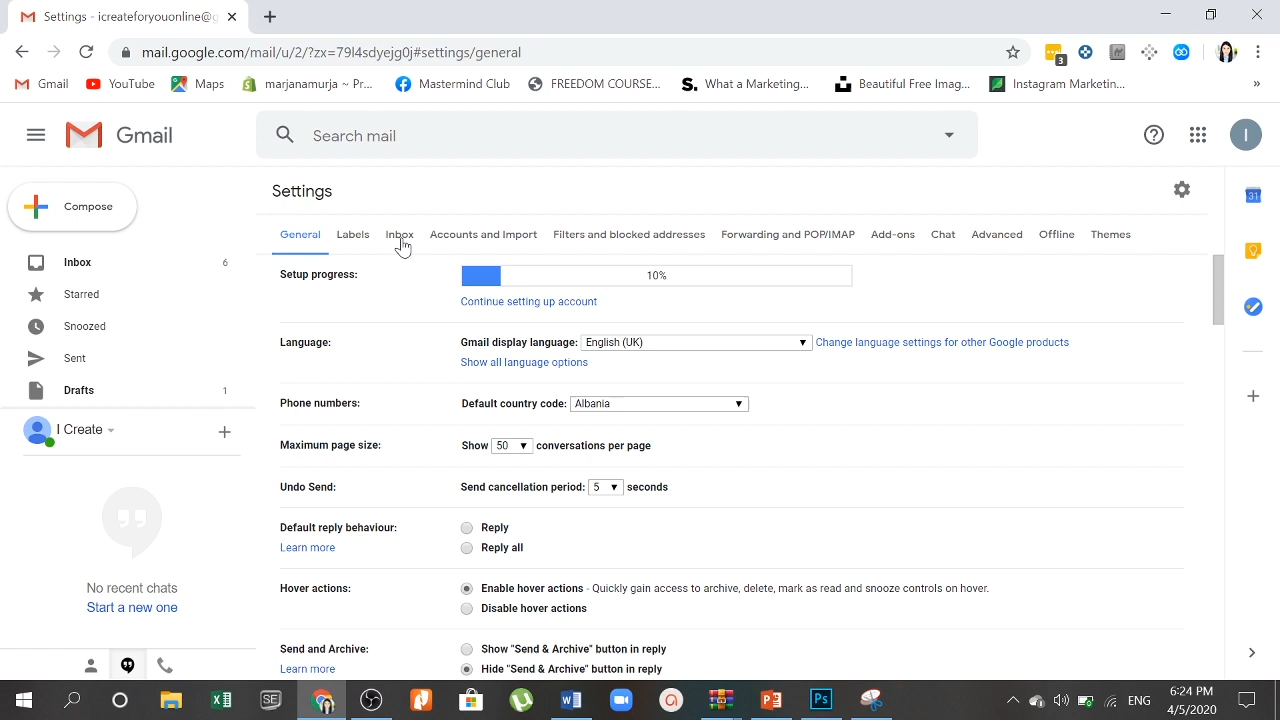 Settings - icreateforyouonline@g
mail.google.com/mail/u/2/?zx=79l4sdyejg0j#settings/general
3
Gmail
YouTube
Maps
marjanamurja ~ Pr...
Mastermind Club
FREEDOM COURSE...
S. What a Marketing...
Beautiful Free Imag...
Instagram Marketin...
»
Gmail
Search mail
I
Compose
Settings
31
General
Labels
Inbox
Accounts and Import
Filters and blocked addresses
Forwarding and POP/IMAP
Add-ons
Chat
Advanced
Offline
Themes
Inbox 6
Starred
Snoozed
Sent
Drafts 1
I Create
No recent chats
Start a new one
Setup progress: 10%
Continue setting up account
Language: Gmail display language: English (UK) Change language settings for other Google products
Show all language options
Phone numbers: Default country code: Albania
Maximum page size: Show 50 conversations per page
Undo Send: Send cancellation period: 5 seconds
Default reply behaviour: Reply
Learn more Reply all
Hover actions: Enable hover actions - Quickly gain access to archive, delete, mark as read and snooze controls on hover.
Disable hover actions
Send and Archive: Show "Send & Archive" button in reply
Learn more Hide "Send & Archive" button in reply
SE
Ps
ENG
6:24 PM
4/5/2020